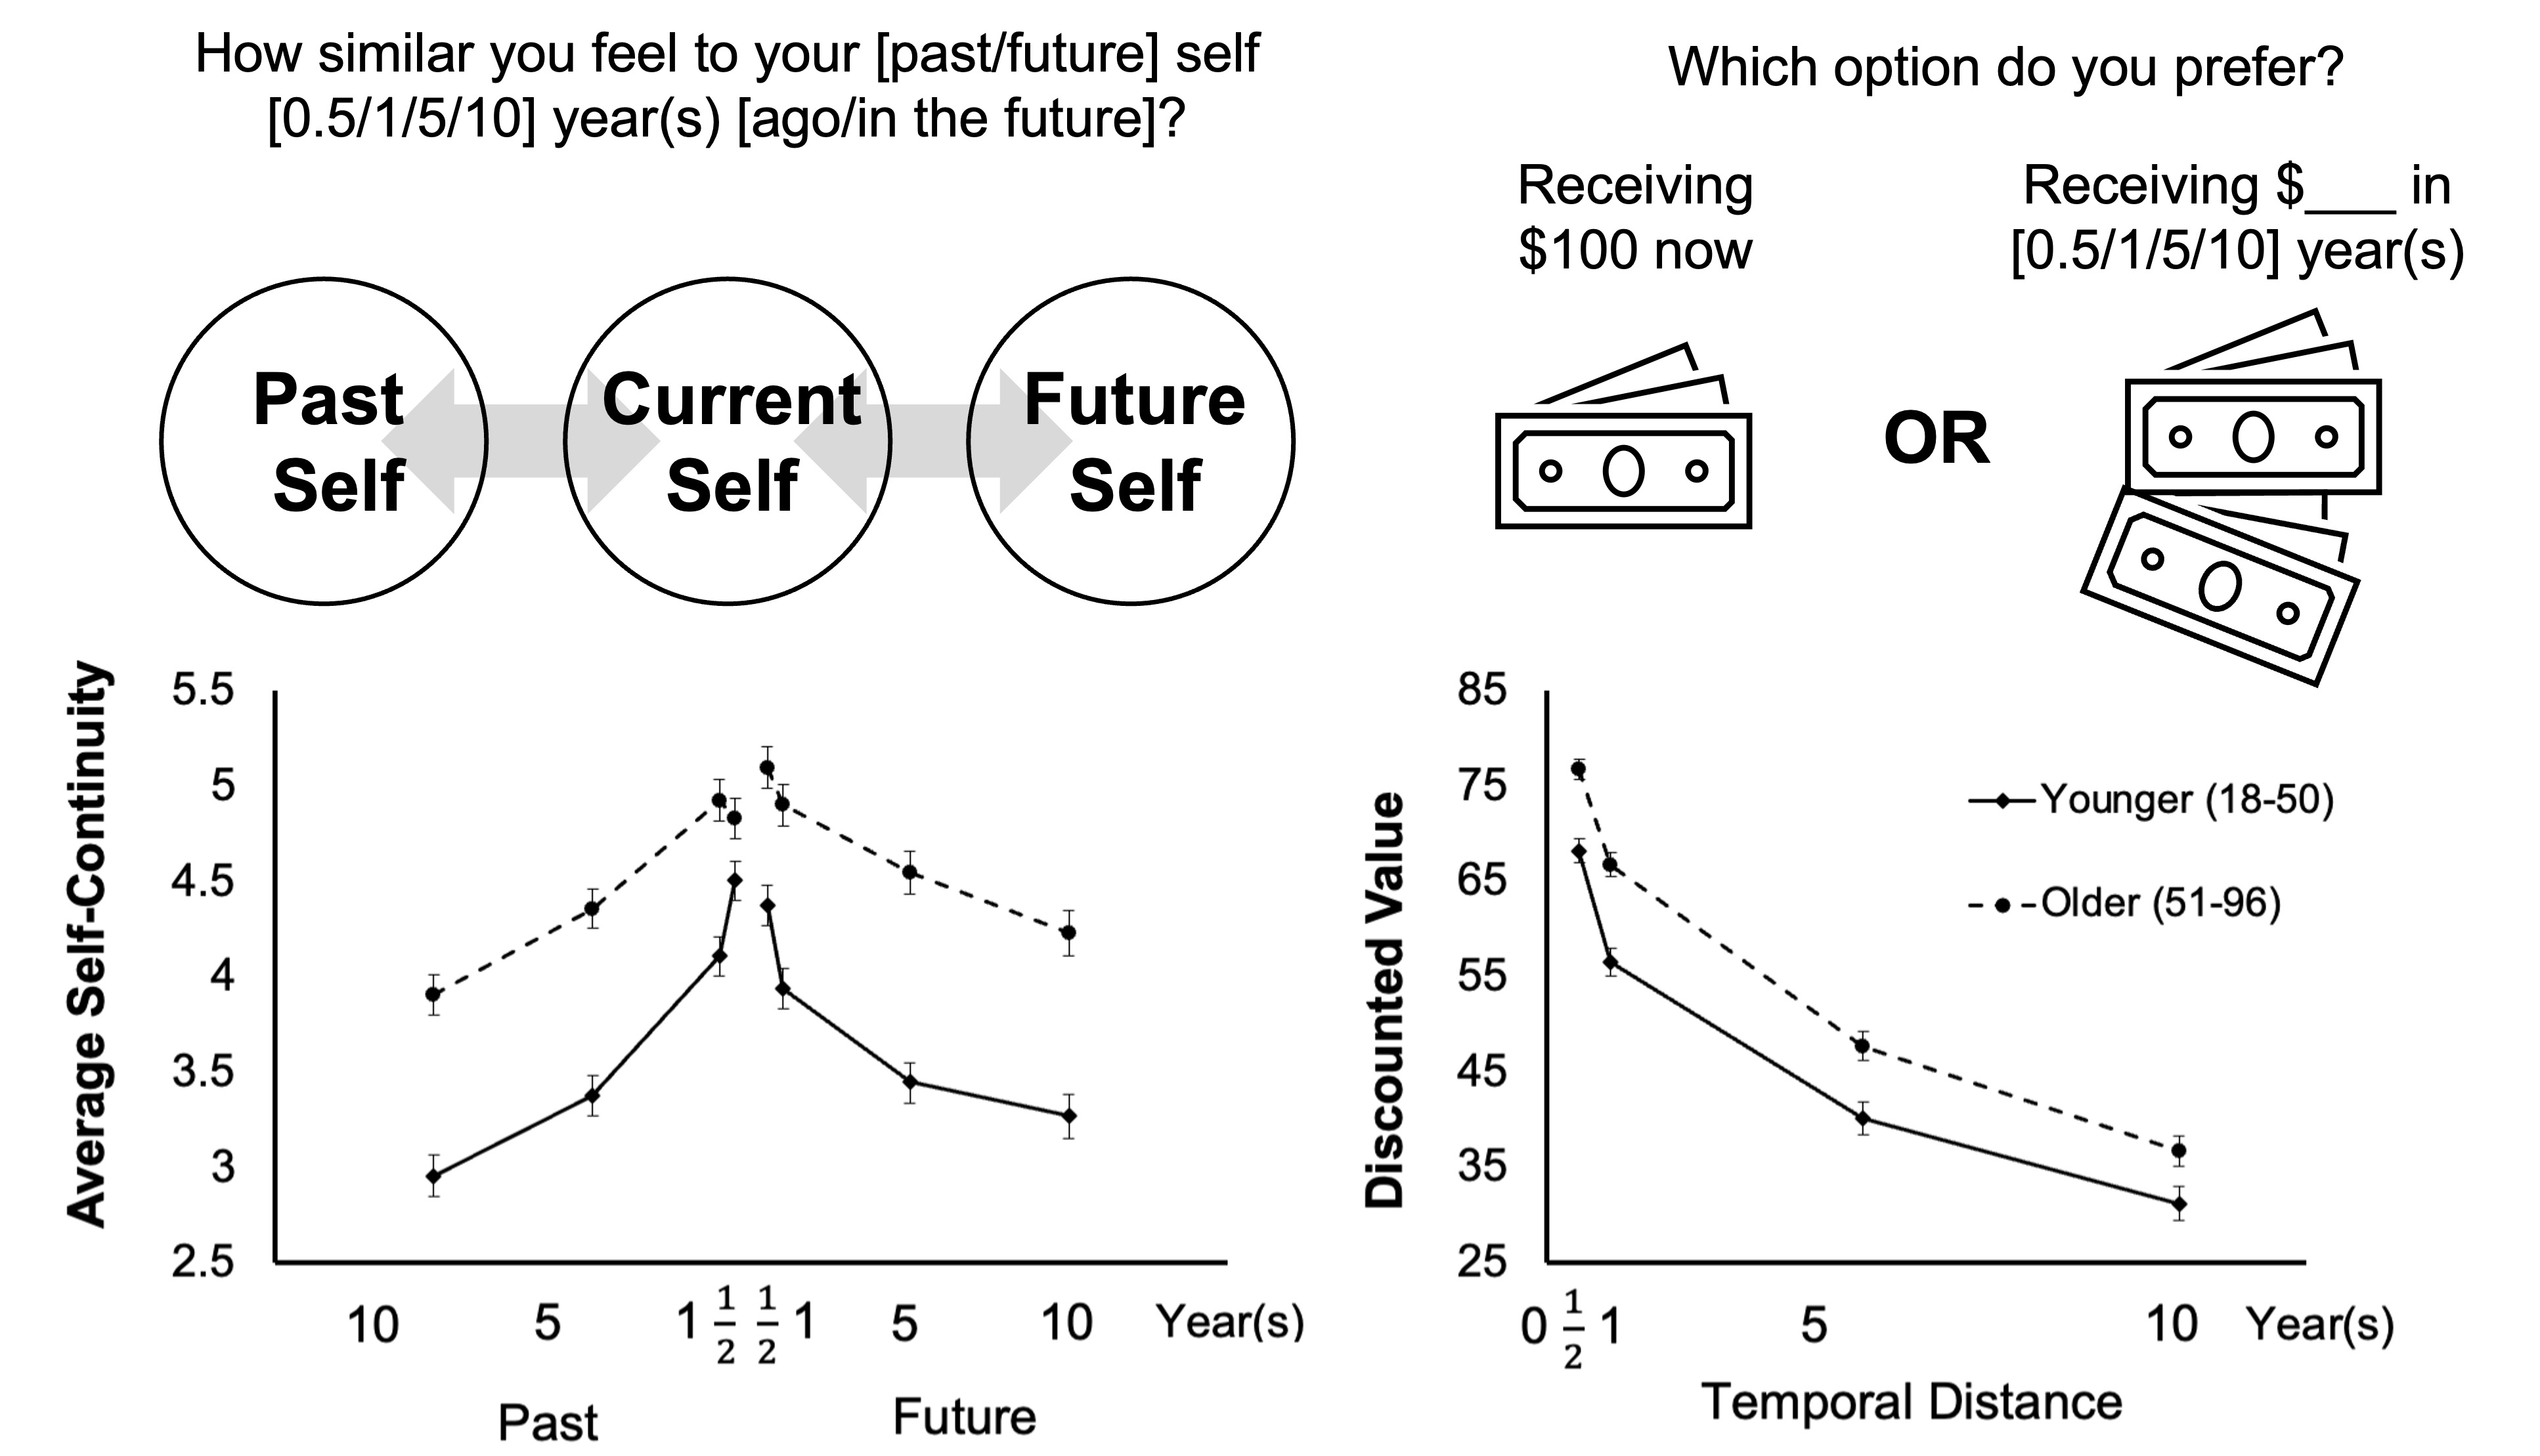 How similar you feel to your [past/future] self
[0.5/1/5/10] year(s) [ago/in the future]?
Past
Self
Current
Self
Future
Self
Which option do you prefer?
Receiving
$100 now
OR
Receiving $___ in
[0.5/1/5/10] year(s)
Average Self-Continuity
5.5
5
4.5
4
3.5
3
2.5
10 5 1 1/2 1/2 1 5 10 Year(s)
Past Future
Discounted Value
85
75
65
55
45
35
25
Younger (18-50)
Older (51-96)
0 1/2 1 5 10 Year(s)
Temporal Distance